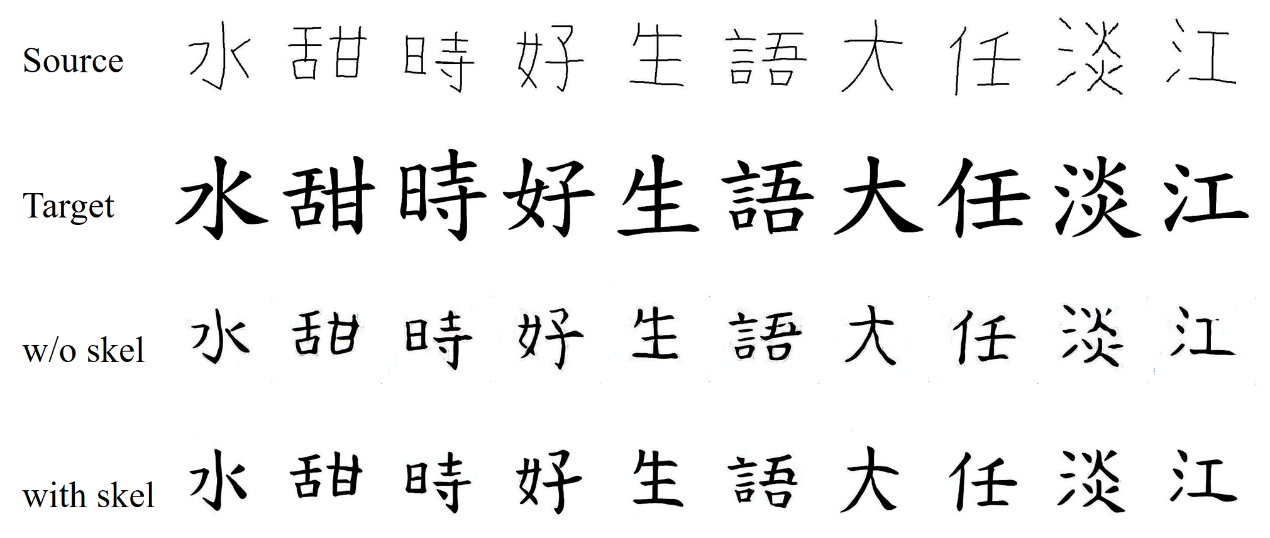 Source 水 甜 時 好 生 語 大 任 淡 江
Target 水 甜 時 好 生 語 大 任 淡 江
w/o skel 水 甜 時 好 生 語 大 任 淡 江
with skel 水 甜 時 好 生 語 大 任 淡 江